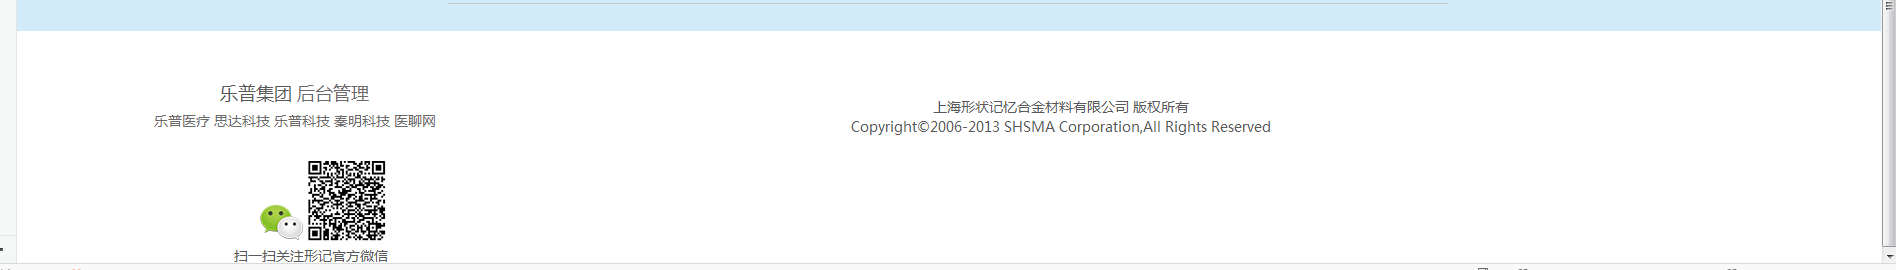 乐普集团 后台管理
乐普医疗 思达科技 乐普科技 秦明科技 医聊网
扫一扫关注形记官方微信
上海形状记忆合金材料有限公司 版权所有
Copyright©2006-2013 SHSMA Corporation,All Rights Reserved